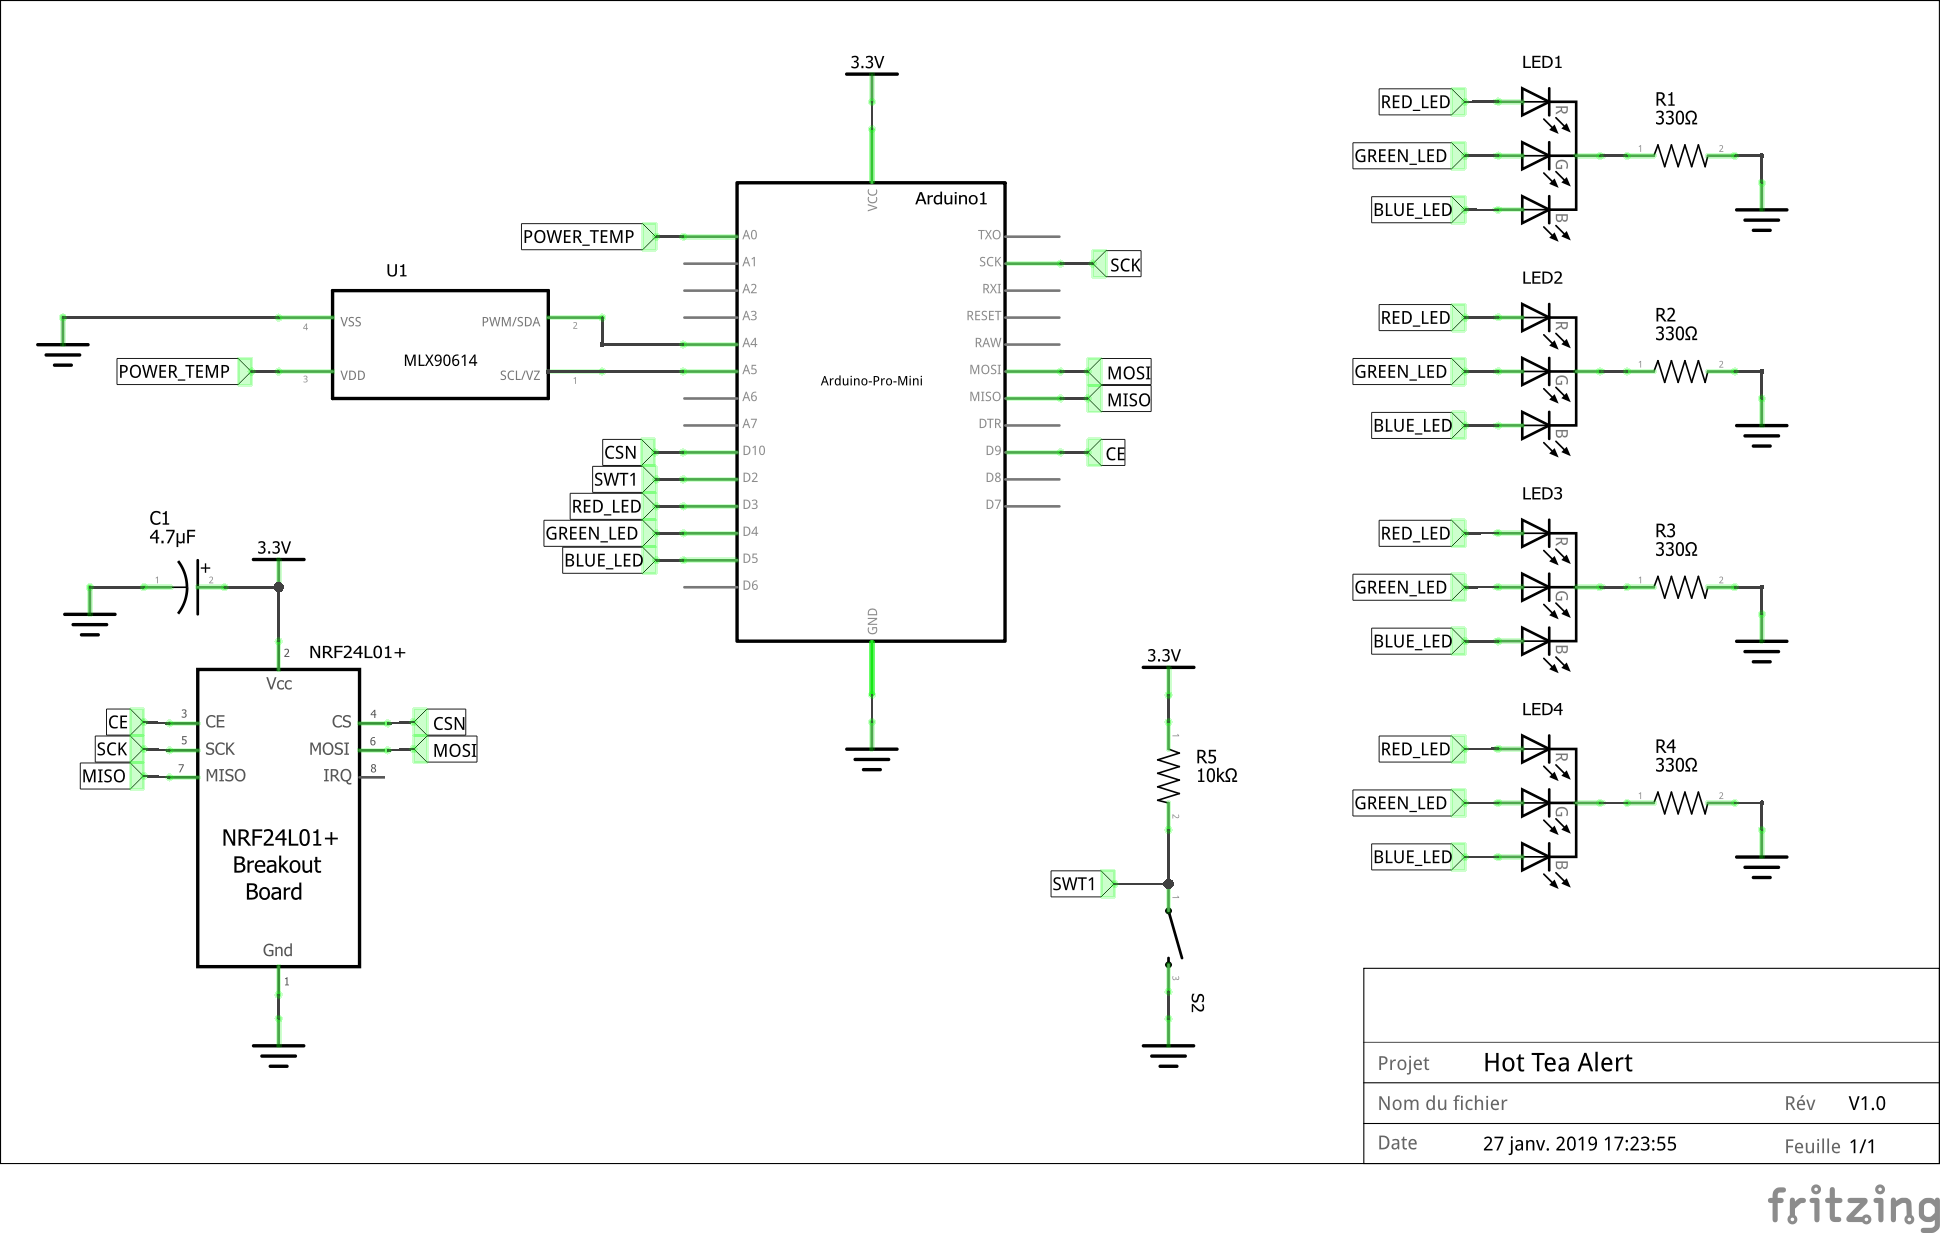 3.3V
Arduino1
VCC
POWER_TEMP
A0
A1
A2
A3
A4
A5
A6
A7
D10
D2
D3
D4
D5
D6
TXO
SCK
RXI
RESET
RAW
MOSI
MISO
DTR
D9
D8
D7
Arduino-Pro-Mini
GND
SCK
MOSI
MISO
CE
CSN
SWT1
RED_LED
GREEN_LED
BLUE_LED
U1
4
VSS
PWM/SDA
2
MLX90614
POWER_TEMP
3
VDD
SCL/VZ
1
C1
4.7µF
1
+
2
3.3V
2
NRF24L01+
Vcc
CE
3
CE
CS
4
CSN
SCK
5
SCK
MOSI
6
MOSI
MISO
7
MISO
IRQ
8
NRF24L01+
Breakout
Board
Gnd
1
3.3V
1
R5
10kΩ
2
SWT1
1
3
S2
LED1
RED_LED
R
GREEN_LED
G
BLUE_LED
B
R1
330Ω
1
2
LED2
RED_LED
R
GREEN_LED
G
BLUE_LED
B
R2
330Ω
1
2
LED3
RED_LED
R
GREEN_LED
G
BLUE_LED
B
R3
330Ω
1
2
LED4
RED_LED
R
GREEN_LED
G
BLUE_LED
B
R4
330Ω
1
2
Projet Hot Tea Alert
Nom du fichier Rév V1.0
Date 27 janv. 2019 17:23:55 Feuille 1/1
fritzing